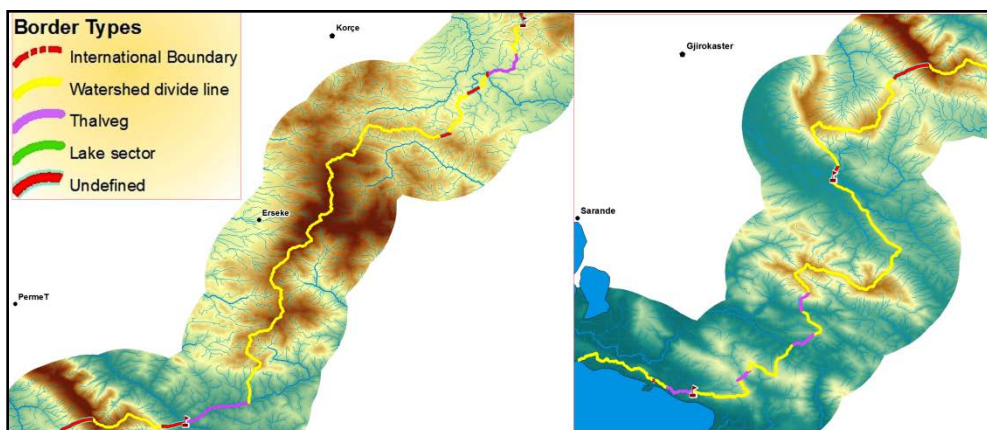 Border Types
International Boundary
Watershed divide line
Thalveg
Lake sector
Undefined
Korçe
Erseke
PermeT
Gjirokaster
Sarande